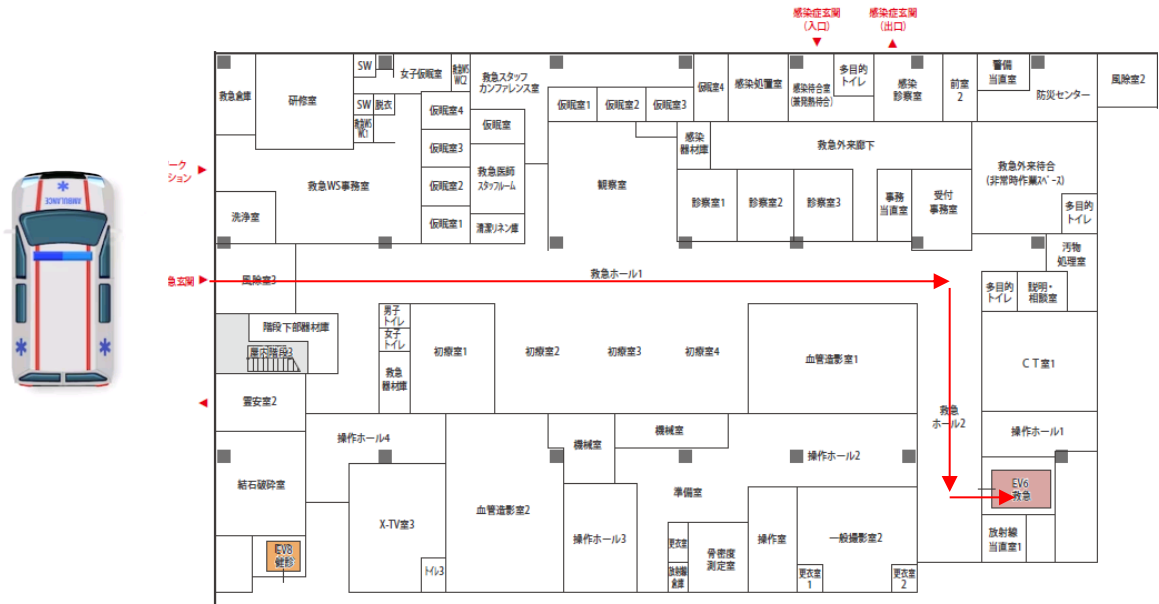 感染症玄関
(入口)
感染症玄関
(出口)
救急倉庫
研修室
SW
SW
脱衣
救急WS
WC1
女子仮眠室
救急WS
WC2
救急スタッフ
カンファレンス室
仮眠室4
仮眠室3
仮眠室2
仮眠室1
仮眠室
救急医師
スタッフルーム
清潔リネン庫
仮眠室1
仮眠室2
仮眠室3
仮眠室4
感染処置室
感染待合室
(兼発熱待合)
多目的
トイレ
感染
診察室
前室
2
警備
当直室
防災センター
風除室2
ーク
ション
救急WS事務室
洗浄室
観察室
感染
器材庫
救急外来廊下
診察室1
診察室2
診察室3
事務
当直室
受付
事務室
救急外来待合
(非常時作業スペース)
多目的
トイレ
汚物
処理室
急玄関
風除室3
救急ホール1
多目的
トイレ
説明・
相談室
階段下部器材庫
屋内階段3
男子
トイレ
女子
トイレ
救急
器材庫
初療室1
初療室2
初療室3
初療室4
血管造影室1
CT室1
霊安室2
救急
ホール2
操作ホール4
機械室
機械室
操作ホール1
操作ホール2
結石破砕室
X-TV室3
血管造影室2
準備室
EV6
救急
操作ホール3
更衣室
放射線
倉庫
骨密度
測定室
操作室
一般撮影室2
放射線
当直室1
EV8
健診
トイレ3
更衣室
1
更衣室
2
AMBULANCE